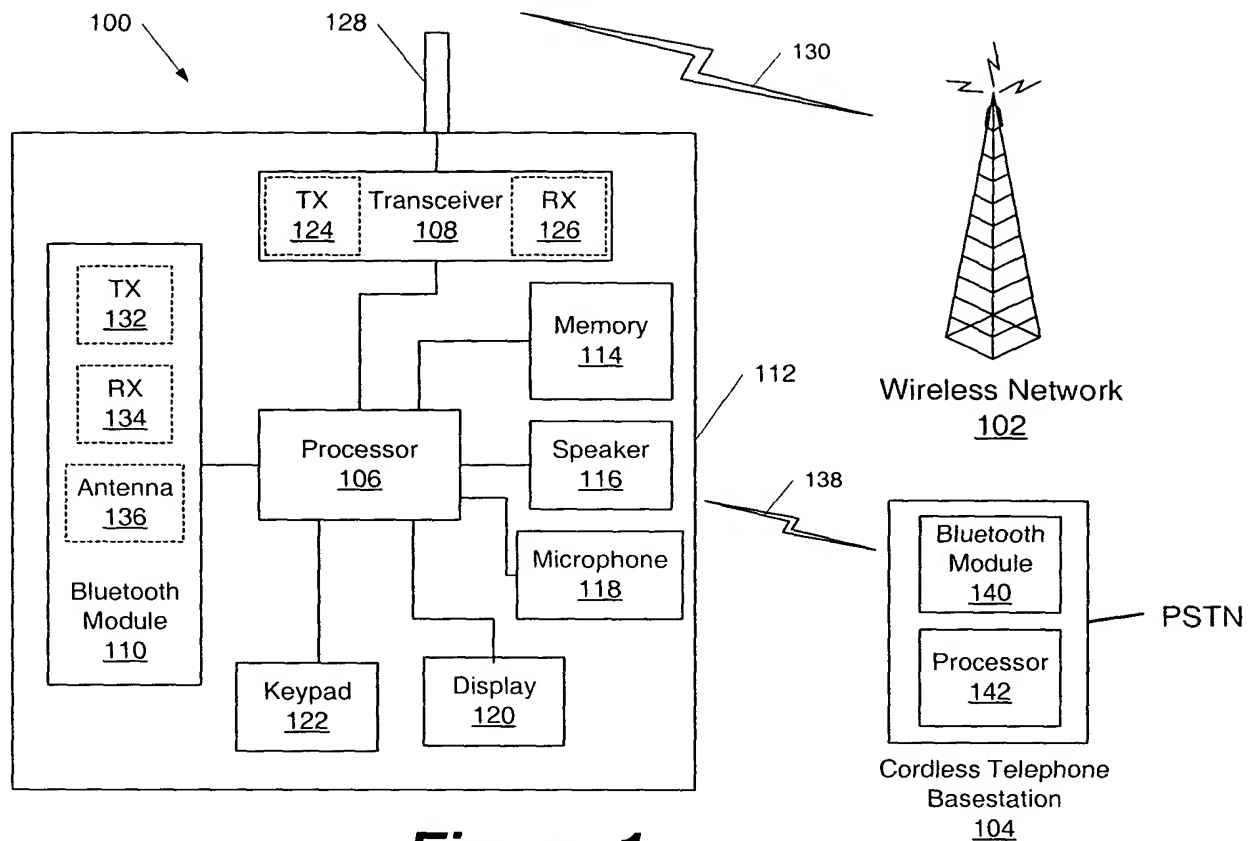 100
128
130
TX
124
Transceiver
108
RX
126
TX
132
RX
134
Antenna
136
Bluetooth
Module
110
Memory
114
Processor
106
Speaker
116
Microphone
118
Keypad
122
Display
120
112
Wireless Network
102
138
Bluetooth
Module
140
Processor
142
PSTN
Cordless Telephone
Basestation
104